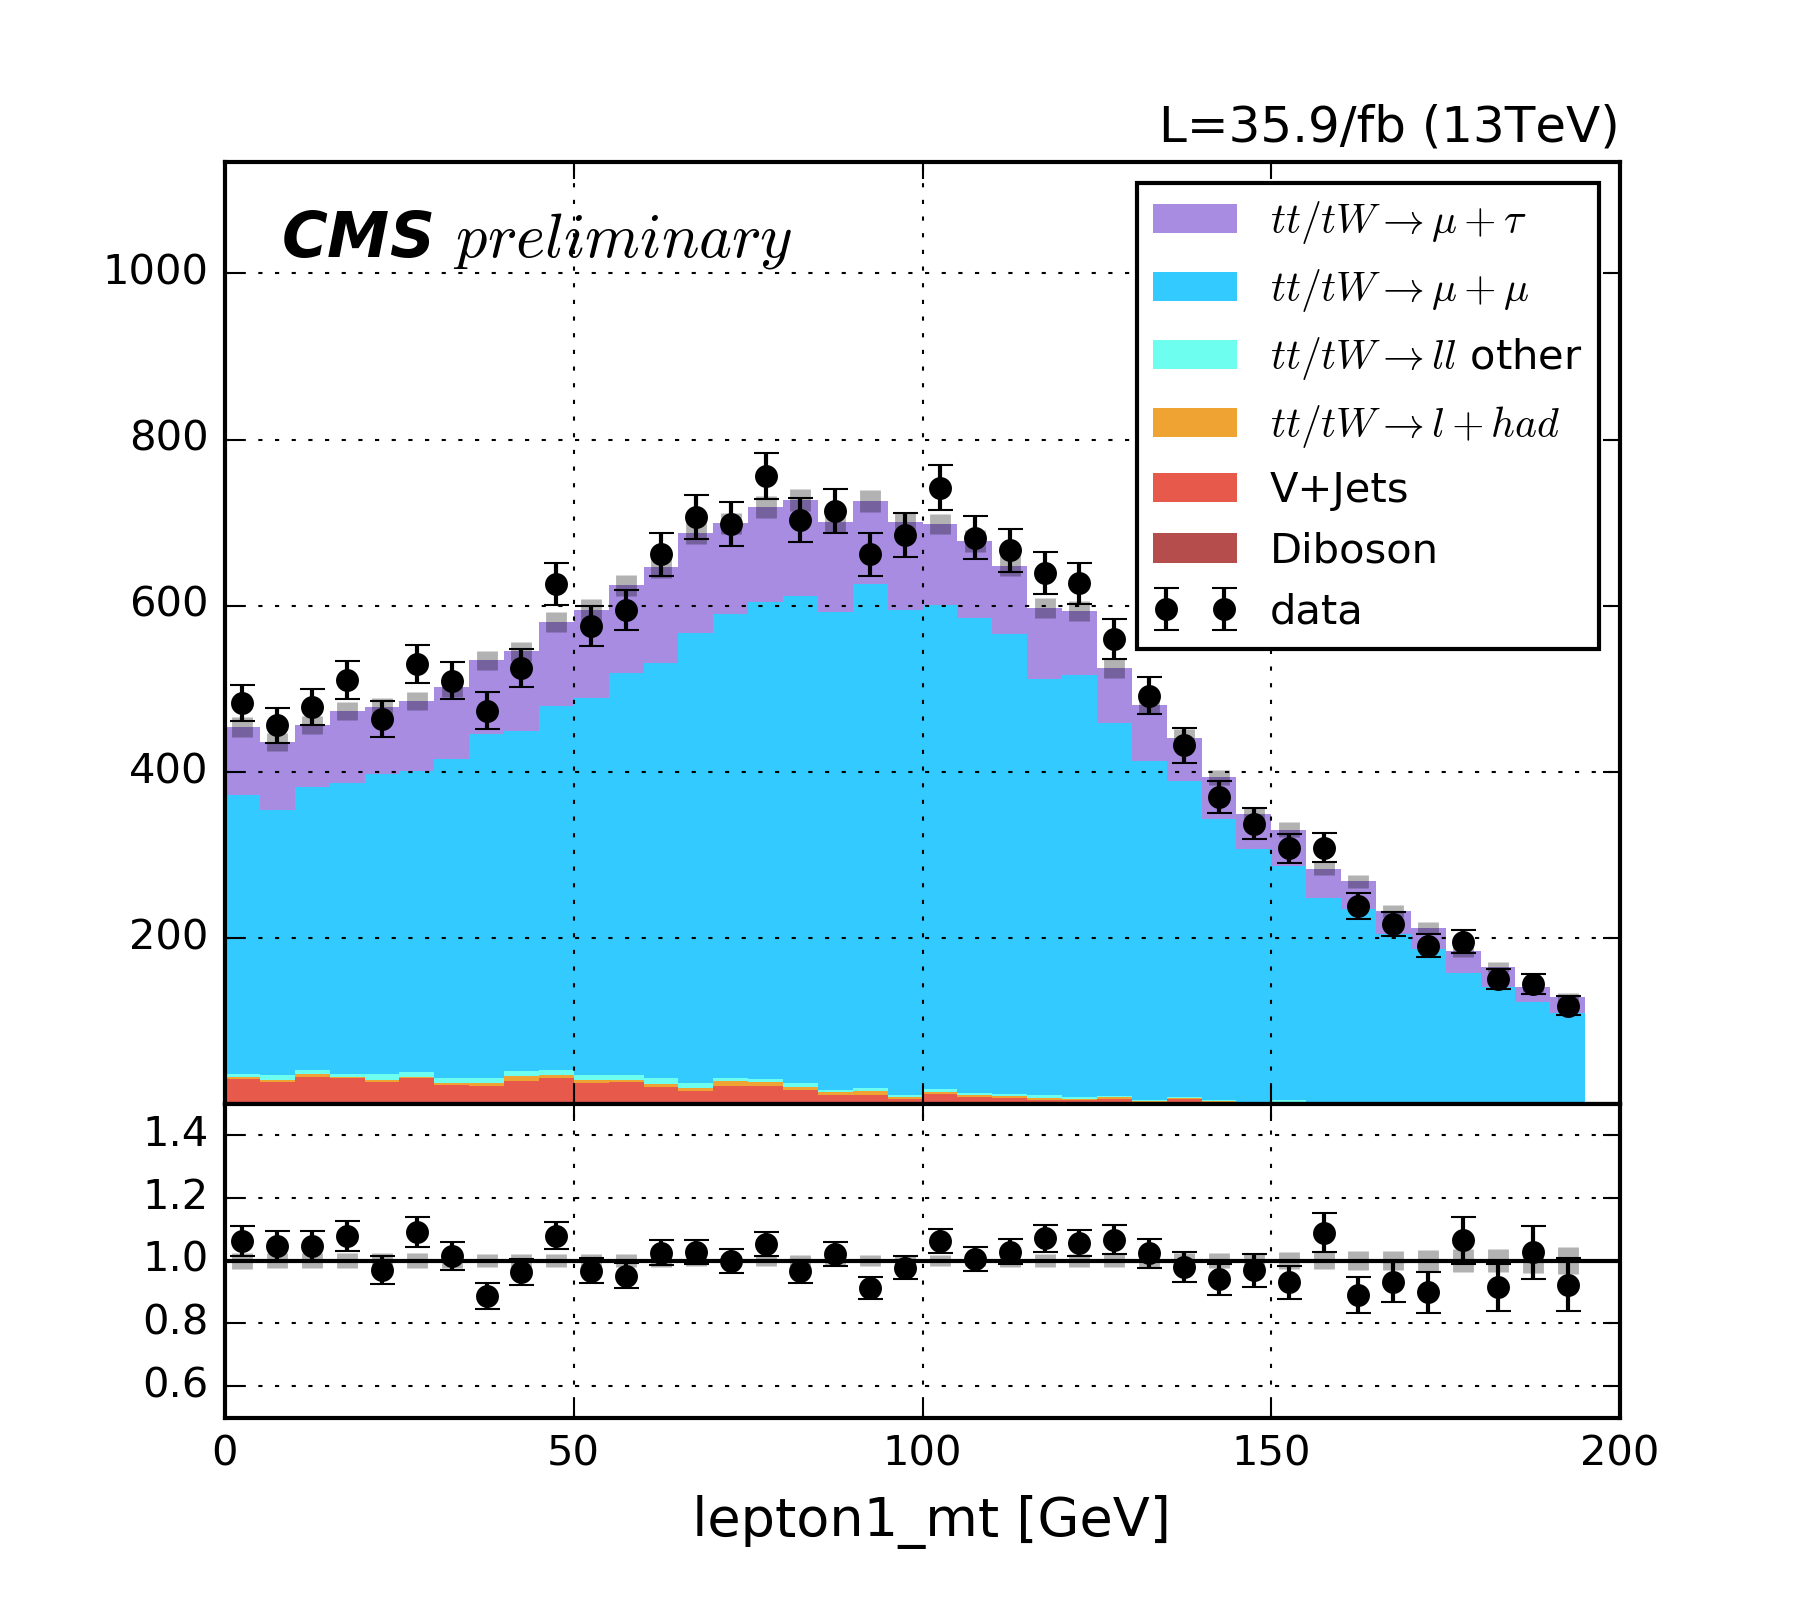 L=35.9/fb (13TeV)
CMS preliminary
tt/tW → μ + τ
tt/tW → μ + μ
tt/tW → ll other
tt/tW → l + had
V+Jets
Diboson
data
1000
800
600
400
200
1.4
1.2
1.0
0.8
0.6
0 50 100 150 200
lepton1_mt [GeV]